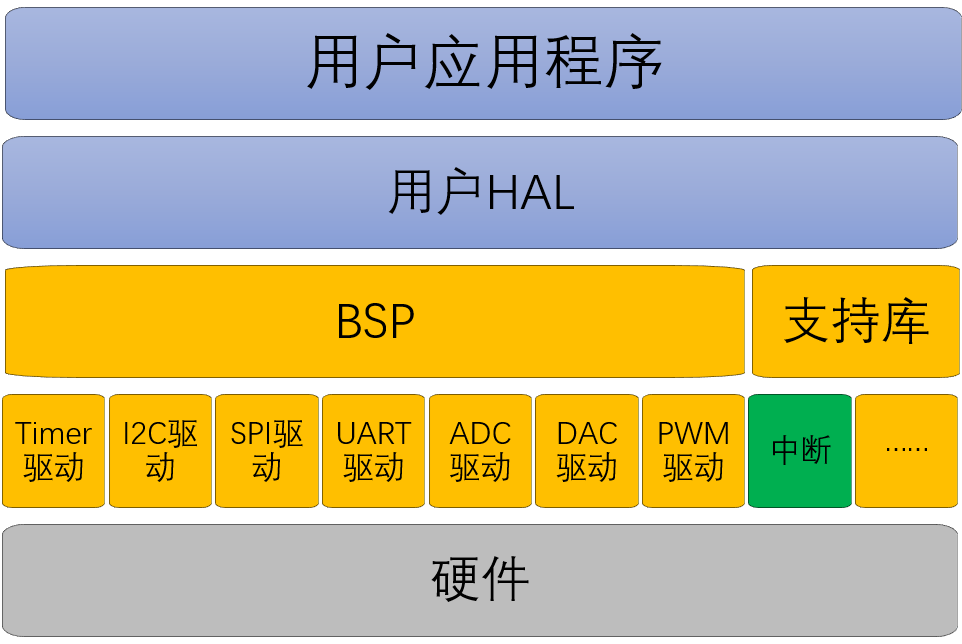 用户应用程序
用户HAL
BSP
支持库
Timer
驱动
I2C驱
动
SPI驱
动
UART
驱动
ADC
驱动
DAC
驱动
PWM
驱动
中断
……
硬件